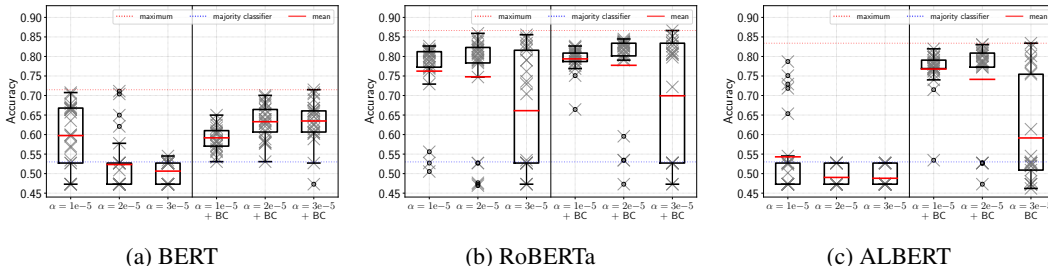 maximum majority classifier mean
0.90
0.85
0.80
0.75
0.70
0.65
0.60
0.55
0.50
0.45
Accuracy
α = 1e-5 α = 2e-5 α = 3e-5 α = 1e-5 α = 2e-5 α = 3e-5
+ BC + BC + BC
(a) BERT
maximum majority classifier mean
0.90
0.85
0.80
0.75
0.70
0.65
0.60
0.55
0.50
0.45
Accuracy
α = 1e-5 α = 2e-5 α = 3e-5 α = 1e-5 α = 2e-5 α = 3e-5
+ BC + BC + BC
(b) RoBERTa
maximum majority classifier mean
0.90
0.85
0.80
0.75
0.70
0.65
0.60
0.55
0.50
0.45
Accuracy
α = 1e-5 α = 2e-5 α = 3e-5 α = 1e-5 α = 2e-5 α = 3e-5
+ BC + BC BC
(c) ALBERT